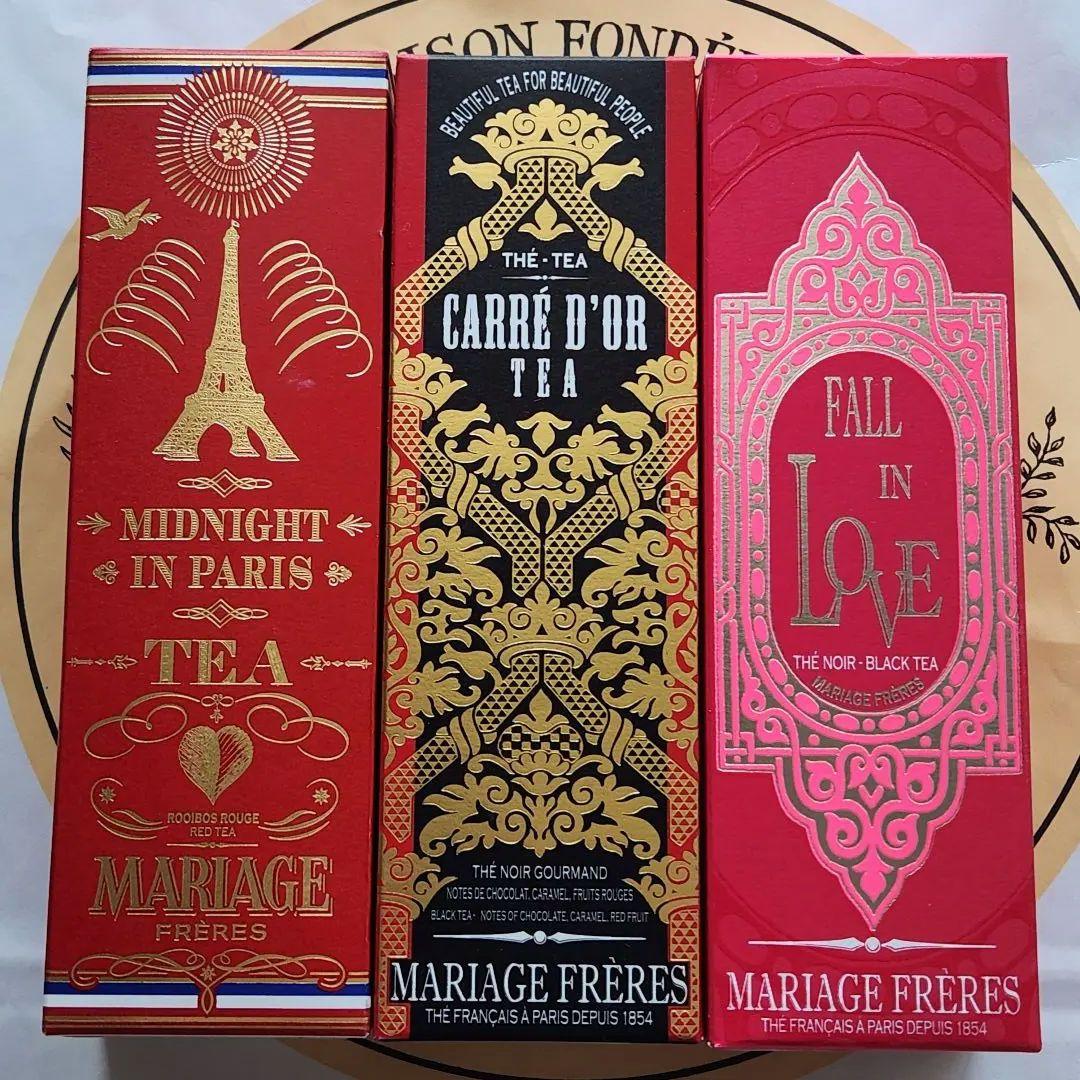 ISON FONDÉ
MIDNIGHT
IN PARIS
TEA
ROOIBOS ROUGE
RED TEA
MARIAGE
FRÈRES
BEAUTIFUL TEA FOR BEAUTIFUL PEOPLE
THÉ - TEA
CARRÉ D'OR
TEA
THÉ NOIR GOURMAND
NOTES DE CHOCOLAT, CARAMEL, FRUITS ROUGES
BLACK TEA - NOTES OF CHOCOLATE, CARAMEL, RED FRUIT
MARIAGE FRÈRES
THÉ FRANÇAIS À PARIS DEPUIS 1854
FALL
IN
LOVE
THÉ NOIR - BLACK TEA
MARIAGE FRÈRES
MARIAGE FRÈRES
THÉ FRANÇAIS À PARIS DEPUIS 1854